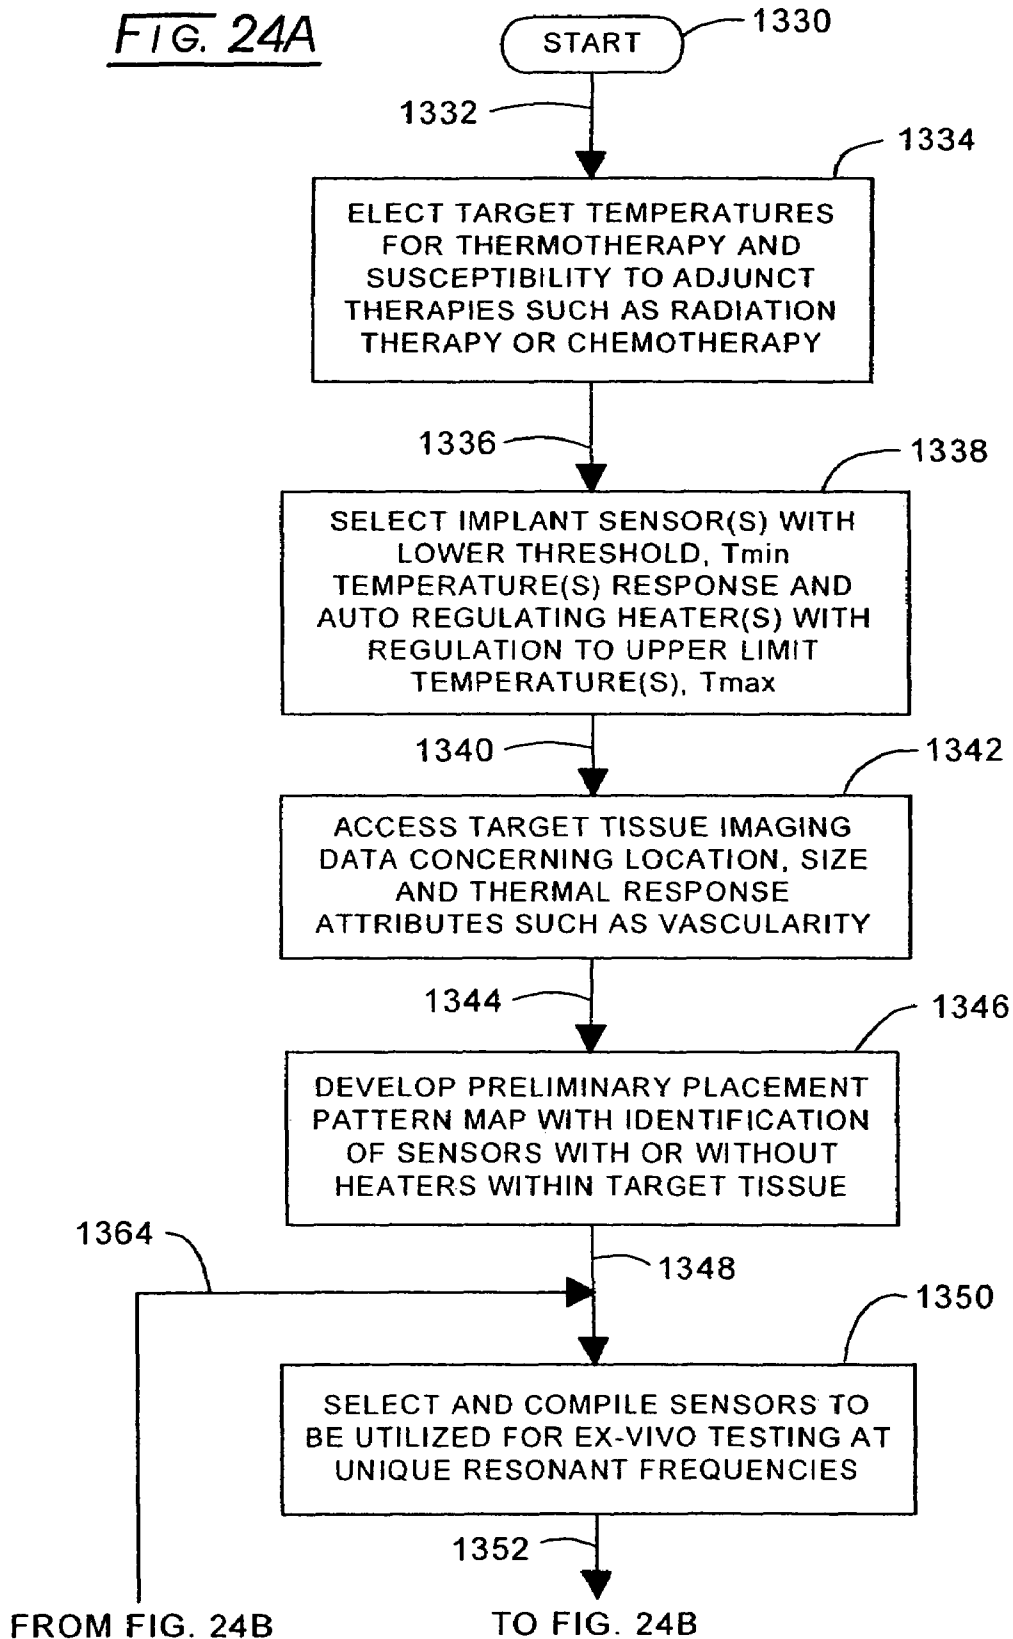 FIG. 24A
START
1330
1332
1334
ELECT TARGET TEMPERATURES
FOR THERMOTHERAPY AND
SUSCEPTIBILITY TO ADJUNCT
THERAPIES SUCH AS RADIATION
THERAPY OR CHEMOTHERAPY
1336
1338
SELECT IMPLANT SENSOR(S) WITH
LOWER THRESHOLD, Tmin
TEMPERATURE(S) RESPONSE AND
AUTO REGULATING HEATER(S) WITH
REGULATION TO UPPER LIMIT
TEMPERATURE(S), Tmax
1340
1342
ACCESS TARGET TISSUE IMAGING
DATA CONCERNING LOCATION, SIZE
AND THERMAL RESPONSE
ATTRIBUTES SUCH AS VASCULARITY
1344
1346
DEVELOP PRELIMINARY PLACEMENT
PATTERN MAP WITH IDENTIFICATION
OF SENSORS WITH OR WITHOUT
HEATERS WITHIN TARGET TISSUE
1364
1348
1350
SELECT AND COMPILE SENSORS TO
BE UTILIZED FOR EX-VIVO TESTING AT
UNIQUE RESONANT FREQUENCIES
1352
FROM FIG. 24B
TO FIG. 24B